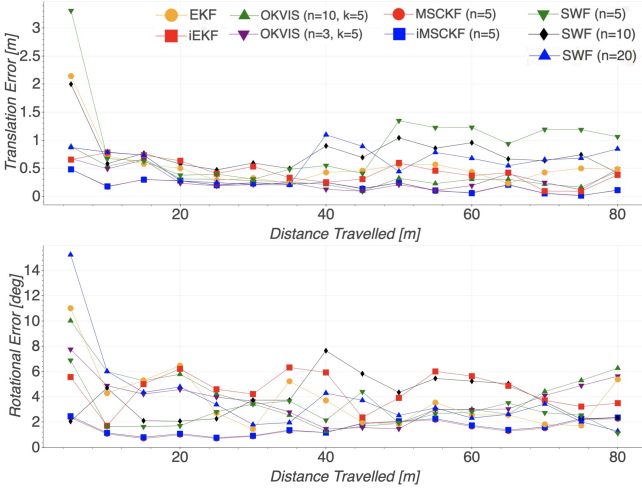 EKF
OKVIS (n=10, k=5)
MSCKF (n=5)
SWF (n=5)
iEKF
OKVIS (n=3, k=5)
iMSCKF (n=5)
SWF (n=10)
SWF (n=20)
Translation Error [m]
3
2.5
2
1.5
1
0.5
0
20
40
60
80
Distance Travelled [m]
Rotational Error [deg]
14
12
10
8
6
4
2
0
20
40
60
80
Distance Travelled [m]